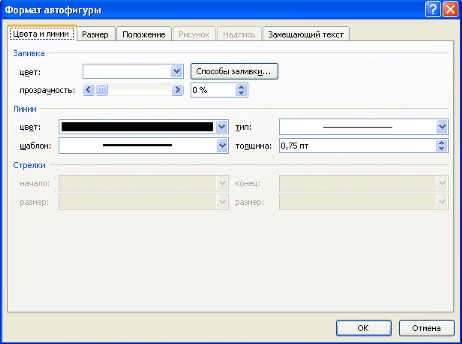 Формат автофигуры
Цвета и линии Размер Положение Рисунок Надпись Замещающий текст
Заливка
цвет: Способы заливки...
прозрачность: 0 %
Линии
цвет: тип:
шаблон: толщина: 0,75 пт
Стрелки
начало: конец:
размер: размер:
ОК Отмена